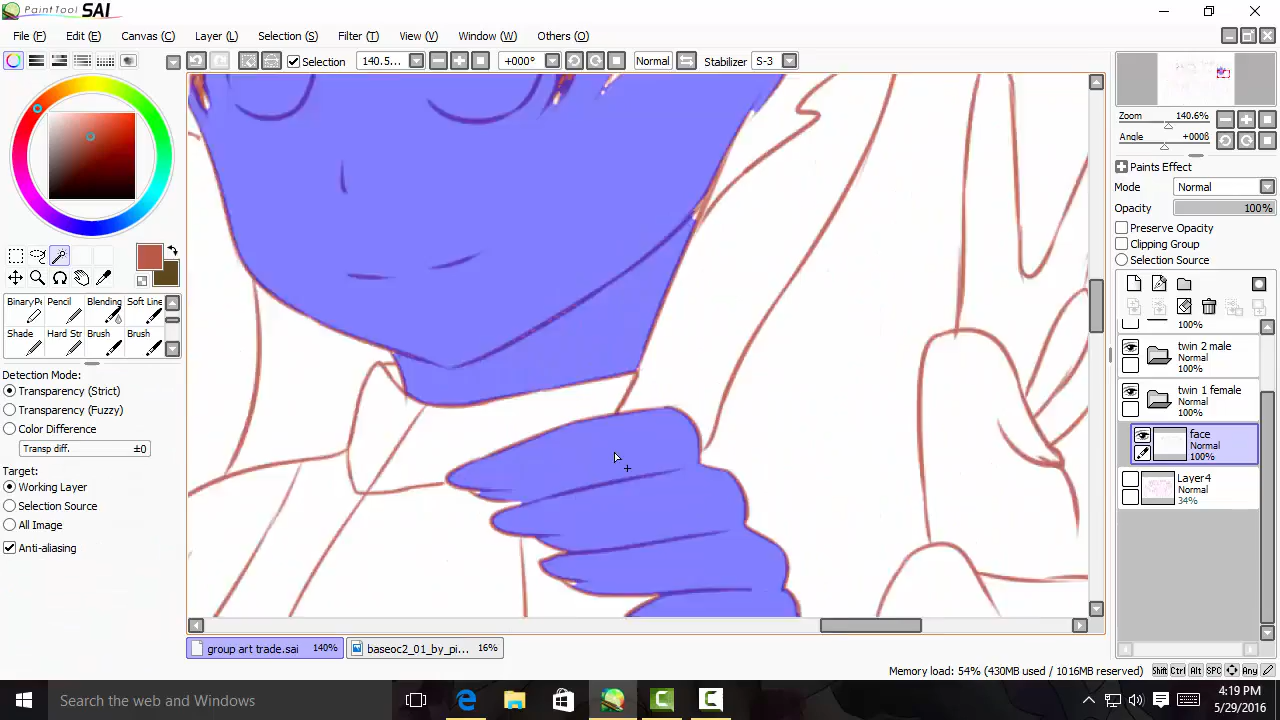 PaintTool SAI
File (F) Edit (E) Canvas (C) Layer (L) Selection (S) Filter (T) View (V) Window (W) Others (O)
Selection 140.5... +000° Normal Stabilizer S-3
Zoom 140.6%
Angle +000ß
Paints Effect
Mode Normal
Opacity 100%
Preserve Opacity
Clipping Group
Selection Source
BinaryPe Pencil Blending Soft Line
Shade Hard Str Brush Brush
Detection Mode:
Transparency (Strict)
Transparency (Fuzzy)
Color Difference
Transp diff. ±0
Target:
Working Layer
Selection Source
All Image
Anti-aliasing
100%
twin 2 male
Normal
100%
twin 1 female
Normal
100%
face
Normal
100%
Layer4
Normal
34%
group art trade.sai 140% baseoc2_01_by_pi... 16%
Memory load: 54% (430MB used / 1016MB reserved) Shift Ctrl Alt SPC Any
Search the web and Windows
4:19 PM
5/29/2016